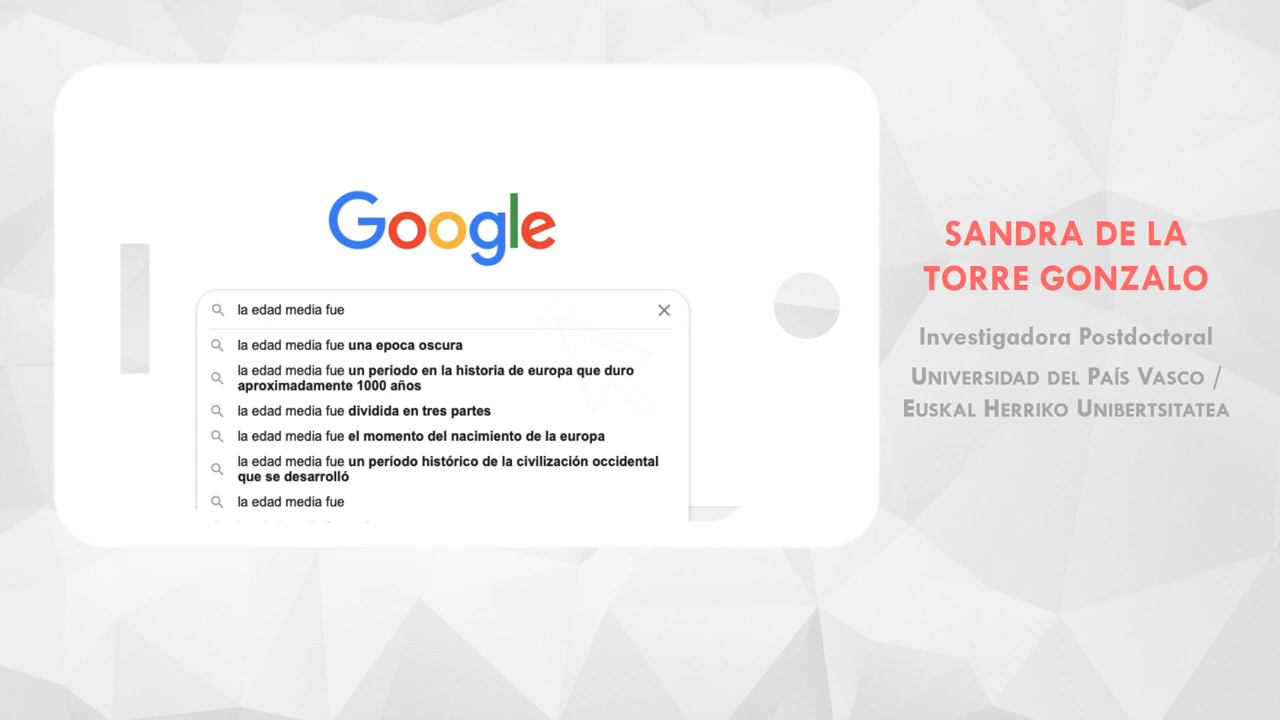 Google
la edad media fue
la edad media fue una epoca oscura
la edad media fue un periodo en la historia de europa que duro
aproximadamente 1000 años
la edad media fue dividida en tres partes
la edad media fue el momento del nacimiento de la europa
la edad media fue un período histórico de la civilización occidental
que se desarrolló
la edad media fue
SANDRA DE LA
TORRE GONZALO
Investigadora Postdoctoral
UNIVERSIDAD DEL PAÍS VASCO /
EUSKAL HERRIKO UNIBERTSITATEA